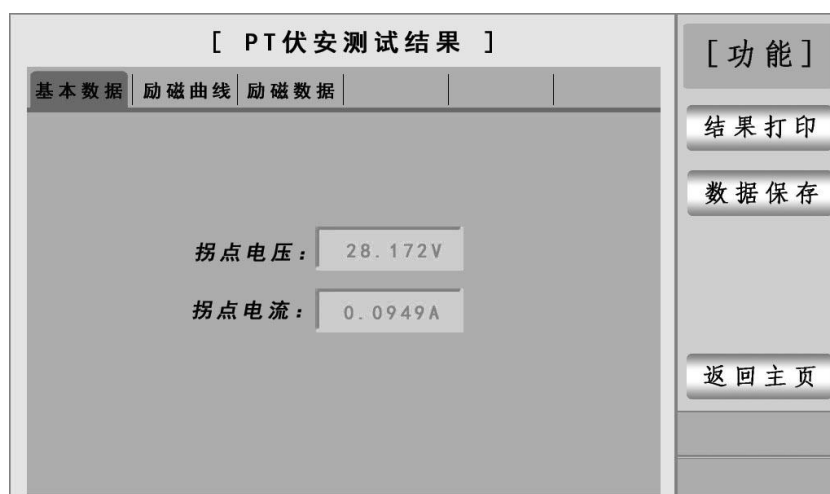 [ PT伏安测试结果 ]
基本数据 励磁曲线 励磁数据
拐点电压: 28.172V
拐点电流: 0.0949A
[功能]
结果打印
数据保存
返回主页